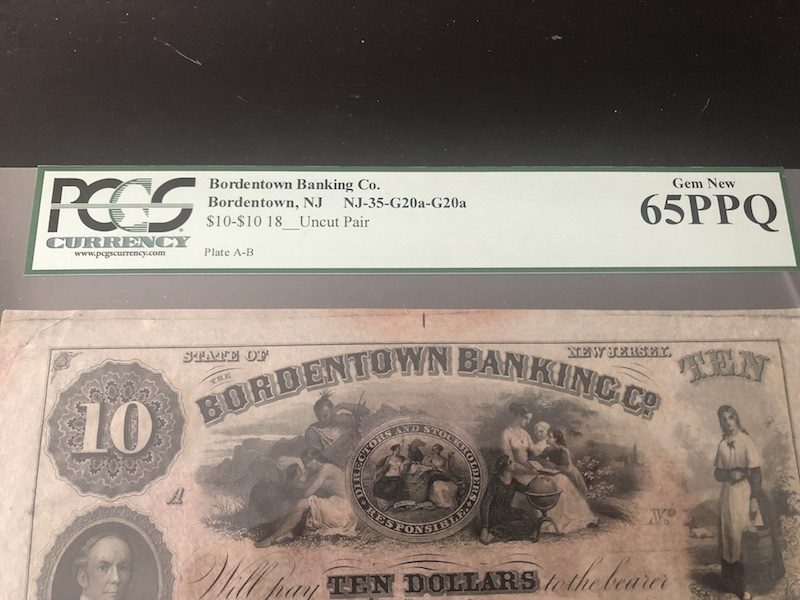 PCGS
CURRENCY
www.pcgscurrency.com
Bordentown Banking Co.
Bordentown, NJ NJ-35-G20a-G20a
$10-$10 18__Uncut Pair
Plate A-B
Gem New
65PPQ
STATE OF NEW JERSEY.
THE
BORDENTOWN BANKING Co.
TEN
10
DIRECTORS AND STOCKHOLDERS
RESPONSIBLE.
A
No
Will pay TEN DOLLARS to the bearer